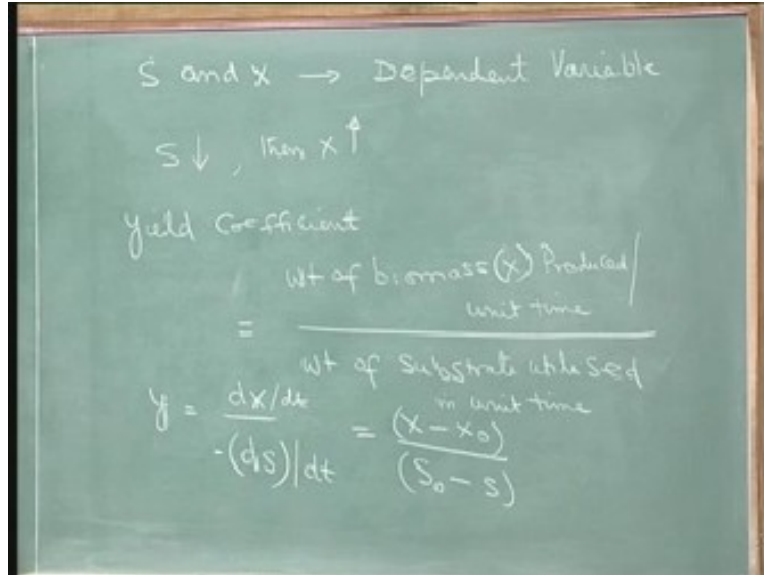 S and x → Dependent Variable
S ↓, then x ↑
Yield Coefficient
= wt of biomass (x) Produced/
unit time
wt of Substrate utilised
in unit time
y = dx/dt / -(ds)/dt = (x-x₀) / (S₀-s)